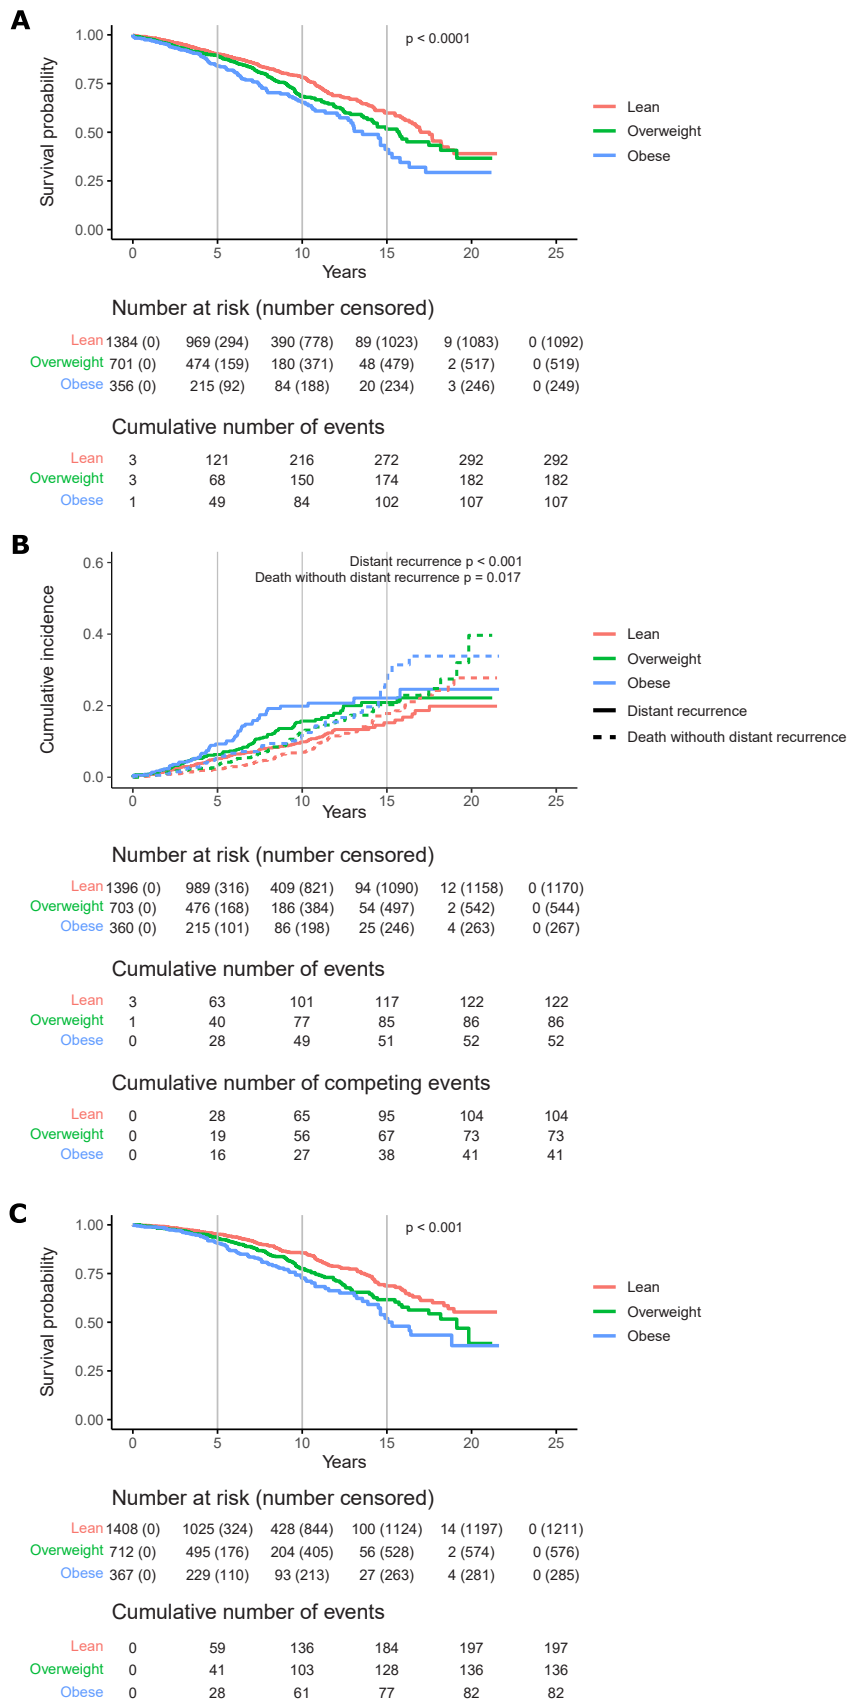 A
1.00
0.75
0.50
0.25
0.00
Survival probability
p < 0.0001
0 5 10 15 20 25
Years
Lean
Overweight
Obese
Number at risk (number censored)
Lean 1384 (0) 969 (294) 390 (778) 89 (1023) 9 (1083) 0 (1092)
Overweight 701 (0) 474 (159) 180 (371) 48 (479) 2 (517) 0 (519)
Obese 356 (0) 215 (92) 84 (188) 20 (234) 3 (246) 0 (249)
Cumulative number of events
Lean 3 121 216 272 292 292
Overweight 3 68 150 174 182 182
Obese 1 49 84 102 107 107
B
0.6
0.4
0.2
0.0
Cumulative incidence
Distant recurrence p < 0.001
Death withouth distant recurrence p = 0.017
0 5 10 15 20 25
Years
Lean
Overweight
Obese
Distant recurrence
Death withouth distant recurrence
Number at risk (number censored)
Lean 1396 (0) 989 (316) 409 (821) 94 (1090) 12 (1158) 0 (1170)
Overweight 703 (0) 476 (168) 186 (384) 54 (497) 2 (542) 0 (544)
Obese 360 (0) 215 (101) 86 (198) 25 (246) 4 (263) 0 (267)
Cumulative number of events
Lean 3 63 101 117 122 122
Overweight 1 40 77 85 86 86
Obese 0 28 49 51 52 52
Cumulative number of competing events
Lean 0 28 65 95 104 104
Overweight 0 19 56 67 73 73
Obese 0 16 27 38 41 41
C
1.00
0.75
0.50
0.25
0.00
Survival probability
p < 0.001
0 5 10 15 20 25
Years
Lean
Overweight
Obese
Number at risk (number censored)
Lean 1408 (0) 1025 (324) 428 (844) 100 (1124) 14 (1197) 0 (1211)
Overweight 712 (0) 495 (176) 204 (405) 56 (528) 2 (574) 0 (576)
Obese 367 (0) 229 (110) 93 (213) 27 (263) 4 (281) 0 (285)
Cumulative number of events
Lean 0 59 136 184 197 197
Overweight 0 41 103 128 136 136
Obese 0 28 61 77 82 82